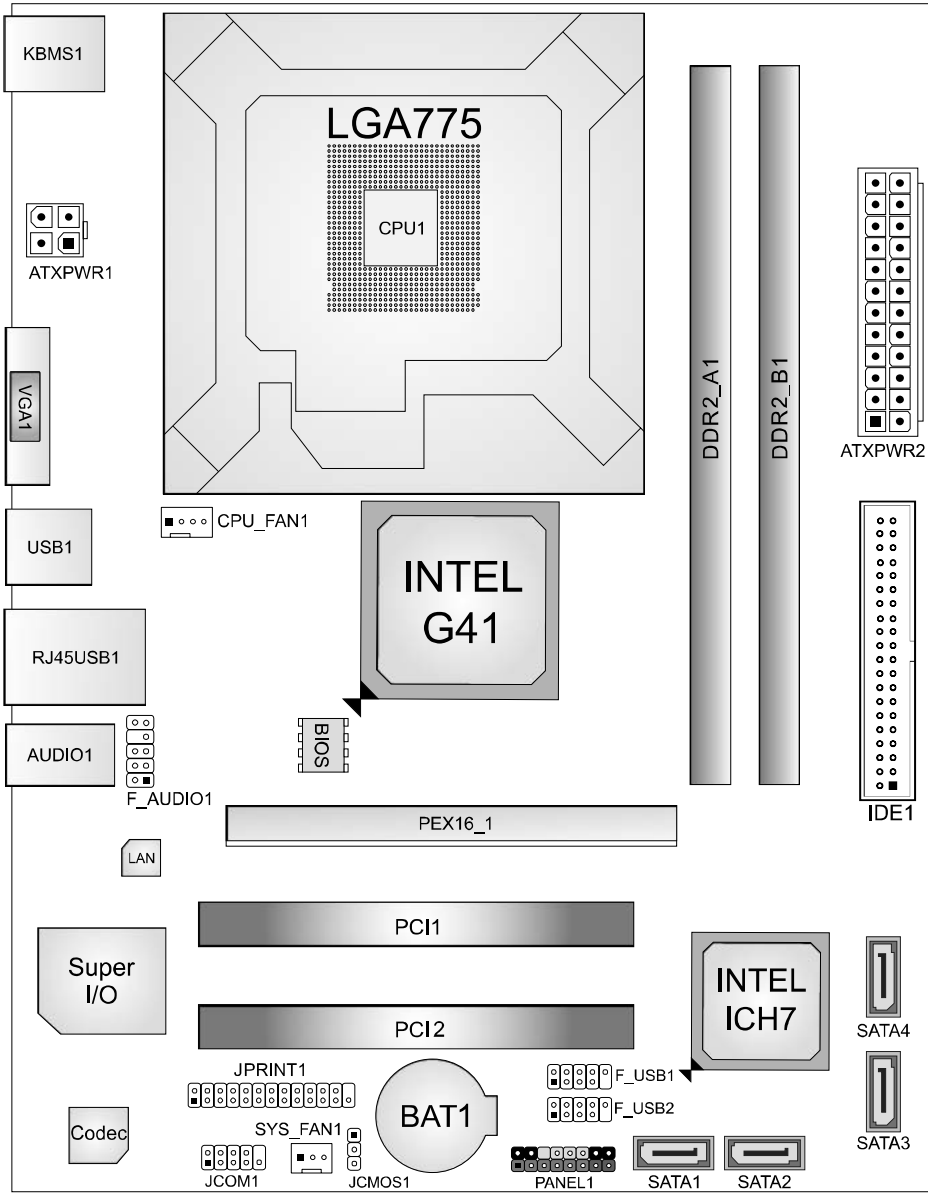 KBMS1
LGA775
CPU1
ATXPWR1
VGA1
DDR2_A1
DDR2_B1
ATXPWR2
CPU_FAN1
USB1
INTEL
G41
RJ45USB1
BIOS
AUDIO1
F_AUDIO1
IDE1
PEX16_1
LAN
PCI1
Super
I/O
INTEL
ICH7
PCI2
SATA4
JPRINT1
F_USB1
BAT1
F_USB2
Codec
SYS_FAN1
SATA3
JCOM1
JCMOS1
PANEL1
SATA1
SATA2